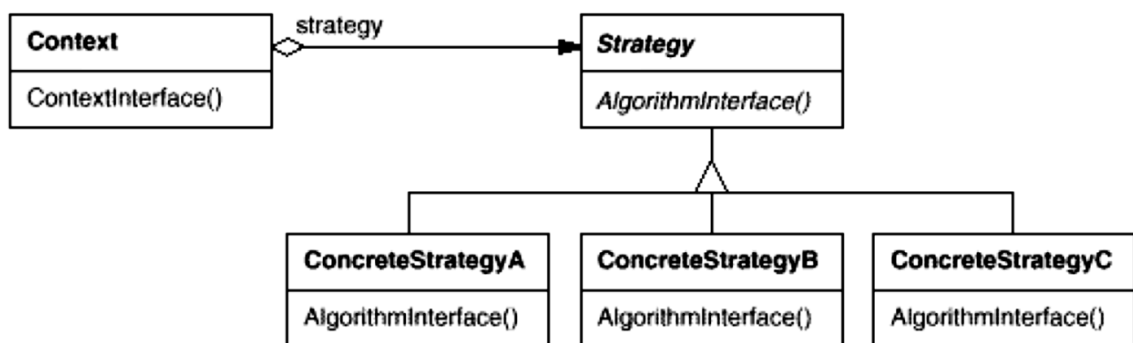 strategy
Context
Strategy
ContextInterface()
AlgorithmInterface()
ConcreteStrategyA
ConcreteStrategyB
ConcreteStrategyC
AlgorithmInterface()
AlgorithmInterface()
AlgorithmInterface()